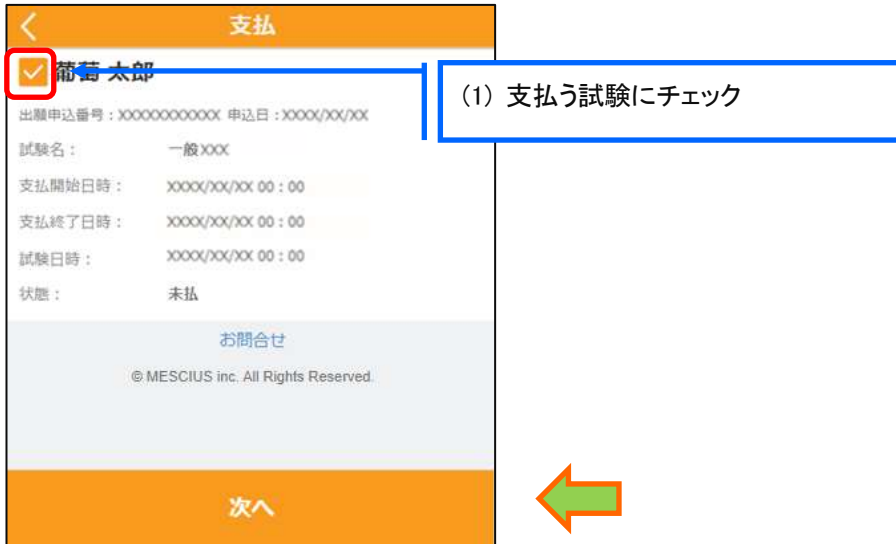 支払
葡萄 太郎
(1) 支払う試験にチェック
出願申込番号：XXXXXXXXXXX 申込日：XXXX/XX/XX
試験名： 一般XXX
支払開始日時： XXXX/XX/XX 00：00
支払終了日時： XXXX/XX/XX 00：00
試験日時： XXXX/XX/XX 00：00
状態： 未払
お問合せ
© MESCIUS inc. All Rights Reserved.
次へ